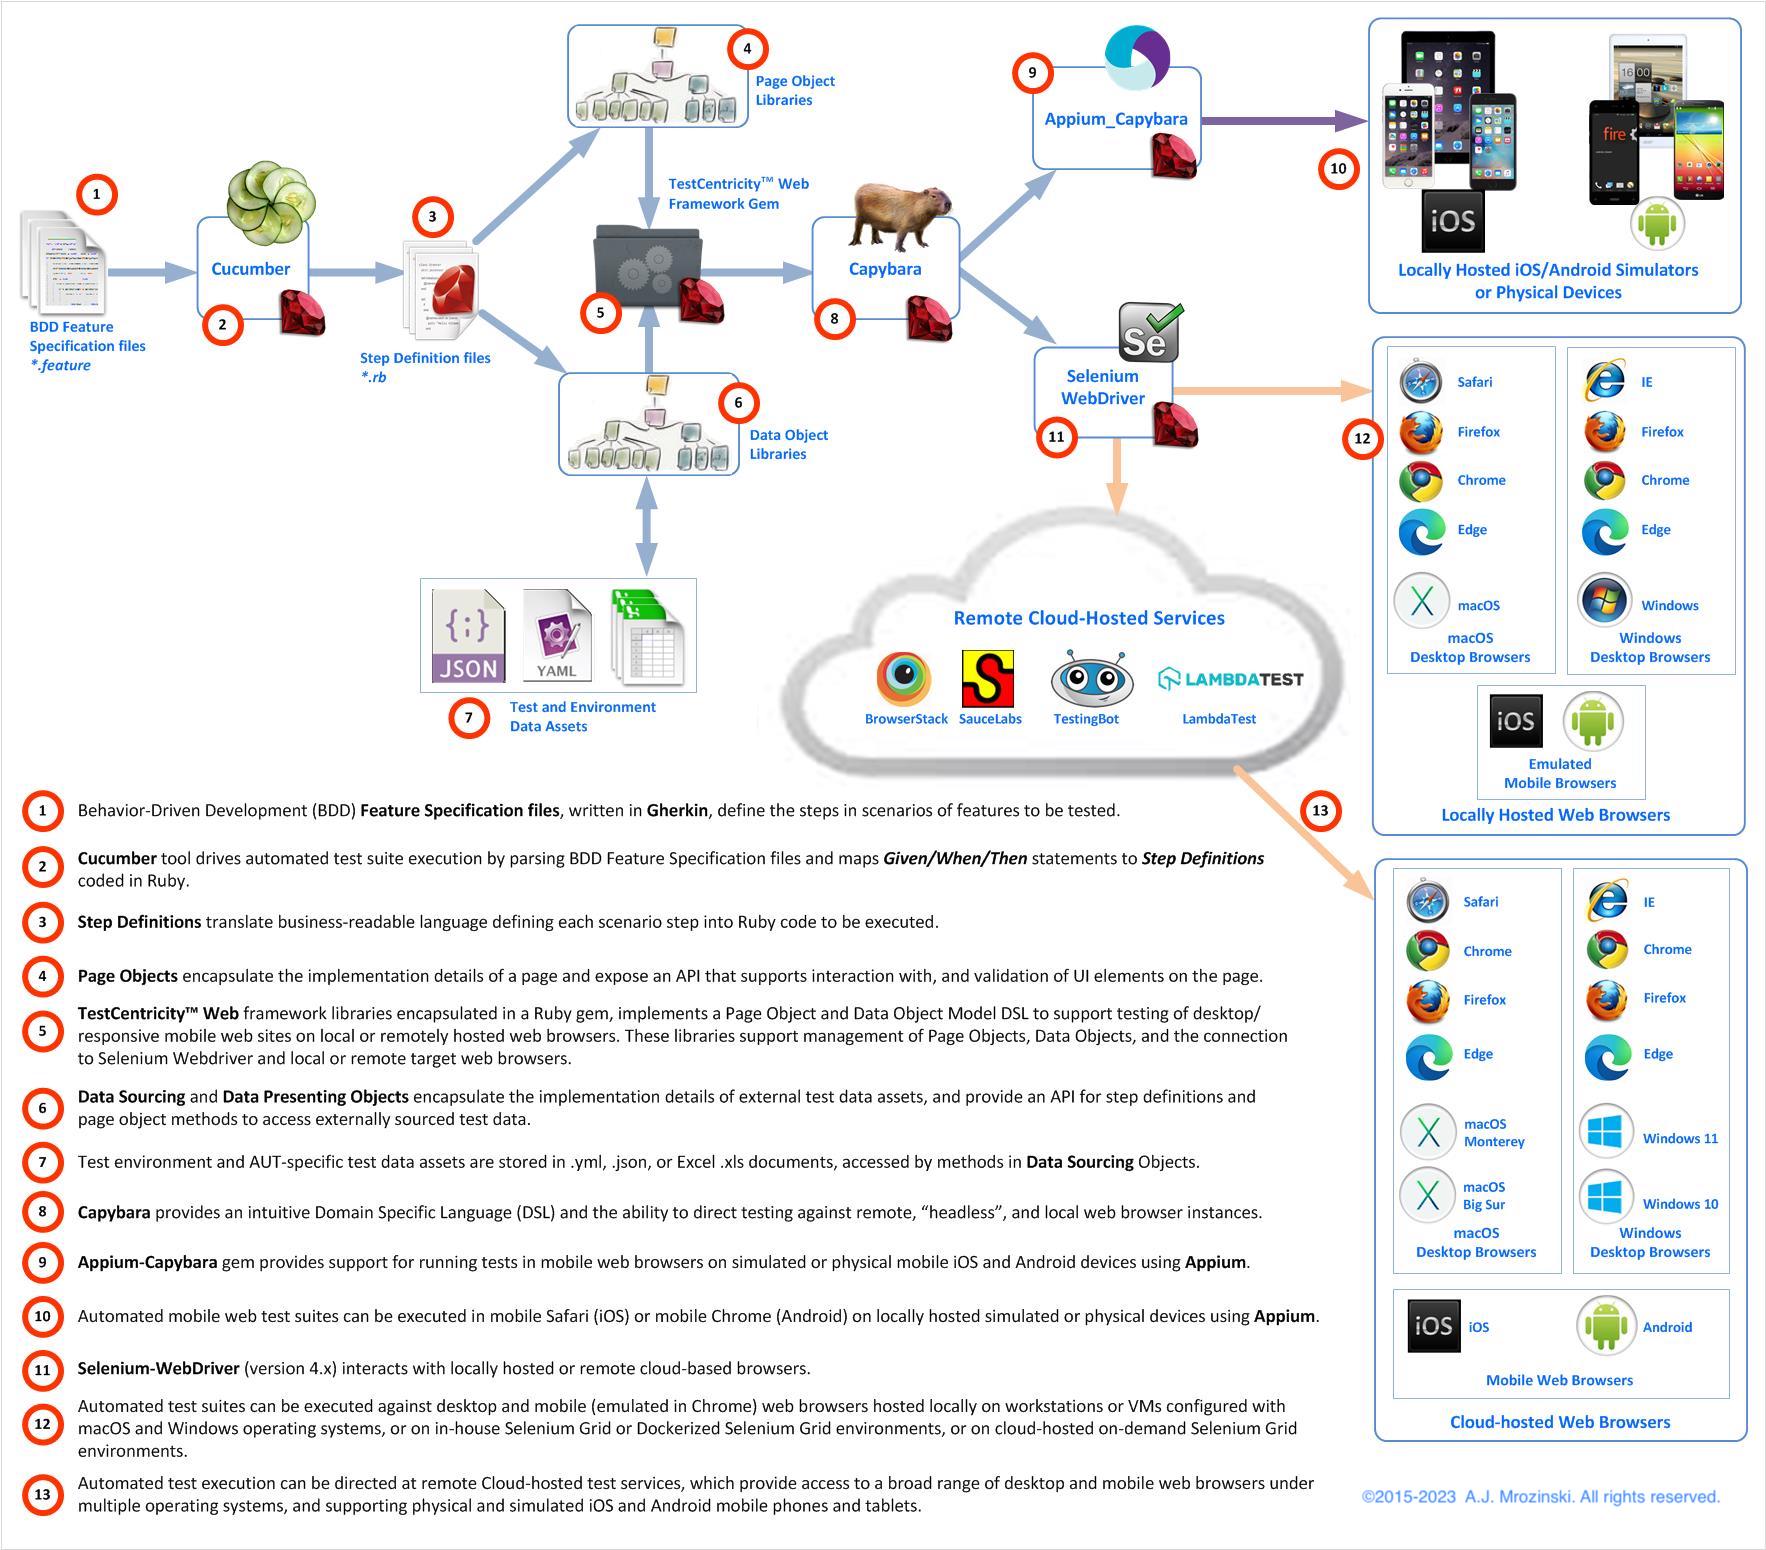 1
BDD Feature
Specification files
*.feature
Cucumber
2
3
Step Definition files
*.rb
4
Page Object
Libraries
TestCentricity™ Web
Framework Gem
5
6
Data Object
Libraries
JSON
YAML
7
Test and Environment
Data Assets
Capybara
8
9
Appium_Capybara
10
16 00
fire
iOS
Locally Hosted iOS/Android Simulators
or Physical Devices
Se
Selenium
WebDriver
11
12
Safari
Firefox
Chrome
Edge
macOS
macOS
Desktop Browsers
IE
Firefox
Chrome
Edge
Windows
Windows
Desktop Browsers
iOS
Emulated
Mobile Browsers
Locally Hosted Web Browsers
Remote Cloud-Hosted Services
LAMBDATEST
BrowserStack
SauceLabs
TestingBot
LambdaTest
13
Safari
Chrome
Firefox
Edge
macOS
Monterey
macOS
Big Sur
macOS
Desktop Browsers
IE
Chrome
Firefox
Edge
Windows 11
Windows 10
Windows
Desktop Browsers
iOS
iOS
Android
Mobile Web Browsers
Cloud-hosted Web Browsers
1 Behavior-Driven Development (BDD) Feature Specification files, written in Gherkin, define the steps in scenarios of features to be tested.
2 Cucumber tool drives automated test suite execution by parsing BDD Feature Specification files and maps Given/When/Then statements to Step Definitions
coded in Ruby.
3 Step Definitions translate business-readable language defining each scenario step into Ruby code to be executed.
4 Page Objects encapsulate the implementation details of a page and expose an API that supports interaction with, and validation of UI elements on the page.
5 TestCentricity™ Web framework libraries encapsulated in a Ruby gem, implements a Page Object and Data Object Model DSL to support testing of desktop/
responsive mobile web sites on local or remotely hosted web browsers. These libraries support management of Page Objects, Data Objects, and the connection
to Selenium Webdriver and local or remote target web browsers.
6 Data Sourcing and Data Presenting Objects encapsulate the implementation details of external test data assets, and provide an API for step definitions and
page object methods to access externally sourced test data.
7 Test environment and AUT-specific test data assets are stored in .yml, .json, or Excel .xls documents, accessed by methods in Data Sourcing Objects.
8 Capybara provides an intuitive Domain Specific Language (DSL) and the ability to direct testing against remote, “headless”, and local web browser instances.
9 Appium-Capybara gem provides support for running tests in mobile web browsers on simulated or physical mobile iOS and Android devices using Appium.
10 Automated mobile web test suites can be executed in mobile Safari (iOS) or mobile Chrome (Android) on locally hosted simulated or physical devices using Appium.
11 Selenium-WebDriver (version 4.x) interacts with locally hosted or remote cloud-based browsers.
12 Automated test suites can be executed against desktop and mobile (emulated in Chrome) web browsers hosted locally on workstations or VMs configured with
macOS and Windows operating systems, or on in-house Selenium Grid or Dockerized Selenium Grid environments, or on cloud-hosted on-demand Selenium Grid
environments.
13 Automated test execution can be directed at remote Cloud-hosted test services, which provide access to a broad range of desktop and mobile web browsers under
multiple operating systems, and supporting physical and simulated iOS and Android mobile phones and tablets.
©2015-2023 A.J. Mrozinski. All rights reserved.